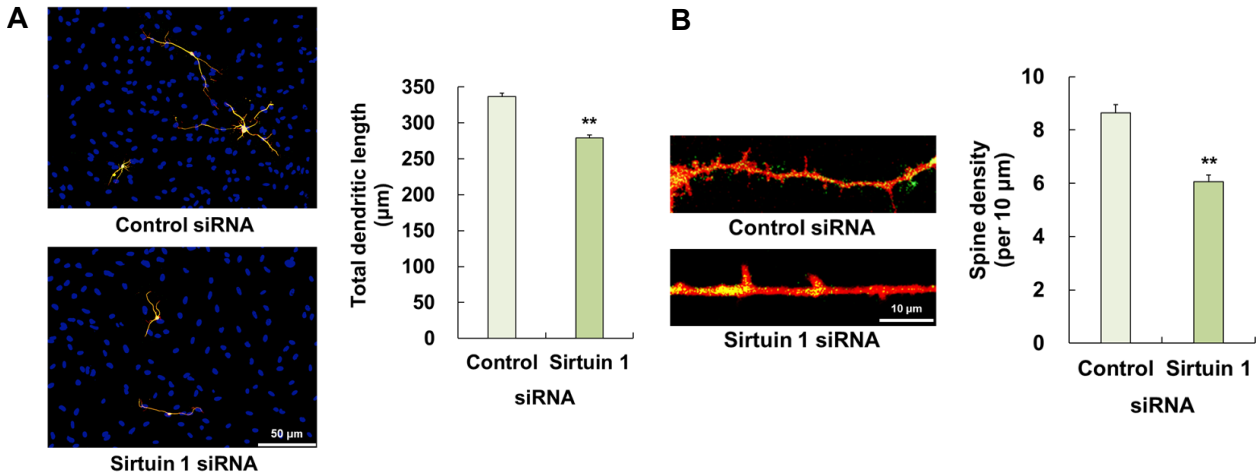 A
Control siRNA
50 µm
Sirtuin 1 siRNA
Total dendritic length
(µm)
350
300
250
200
150
100
50
0
**
Control Sirtuin 1
siRNA
B
Control siRNA
10 µm
Sirtuin 1 siRNA
Spine density
(per 10 µm)
10
8
6
4
2
0
**
Control Sirtuin 1
siRNA